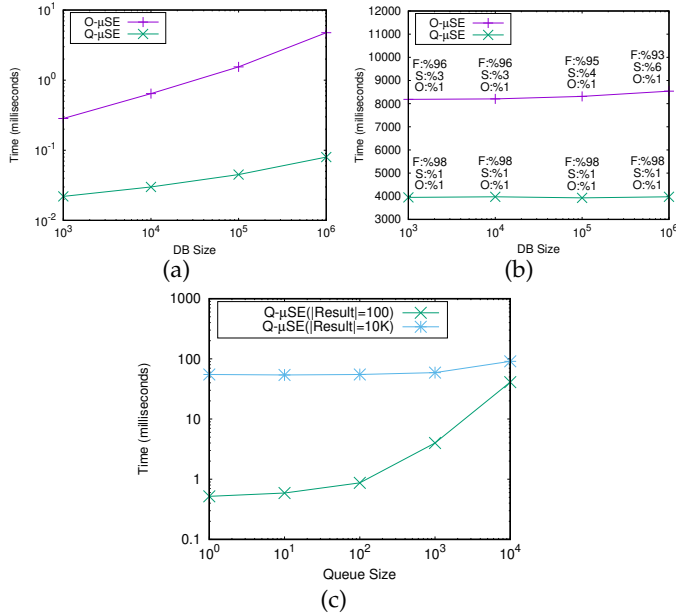 O-μSE
Q-μSE
10^1
10^0
10^-1
10^-2
Time (milliseconds)
10^3 10^4 10^5 10^6
DB Size
(a)
O-μSE
Q-μSE
12000
11000
10000
9000
8000
7000
6000
5000
4000
3000
Time (milliseconds)
F:%96 F:%96 F:%95 F:%93
S:%3 S:%3 S:%4 S:%6
O:%1 O:%1 O:%1 O:%1
F:%98 F:%98 F:%98 F:%98
S:%1 S:%1 S:%1 S:%1
O:%1 O:%1 O:%1 O:%1
10^3 10^4 10^5 10^6
DB Size
(b)
Q-μSE(|Result|=100)
Q-μSE(|Result|=10K)
1000
100
10
1
0.1
Time (milliseconds)
10^0 10^1 10^2 10^3 10^4
Queue Size
(c)